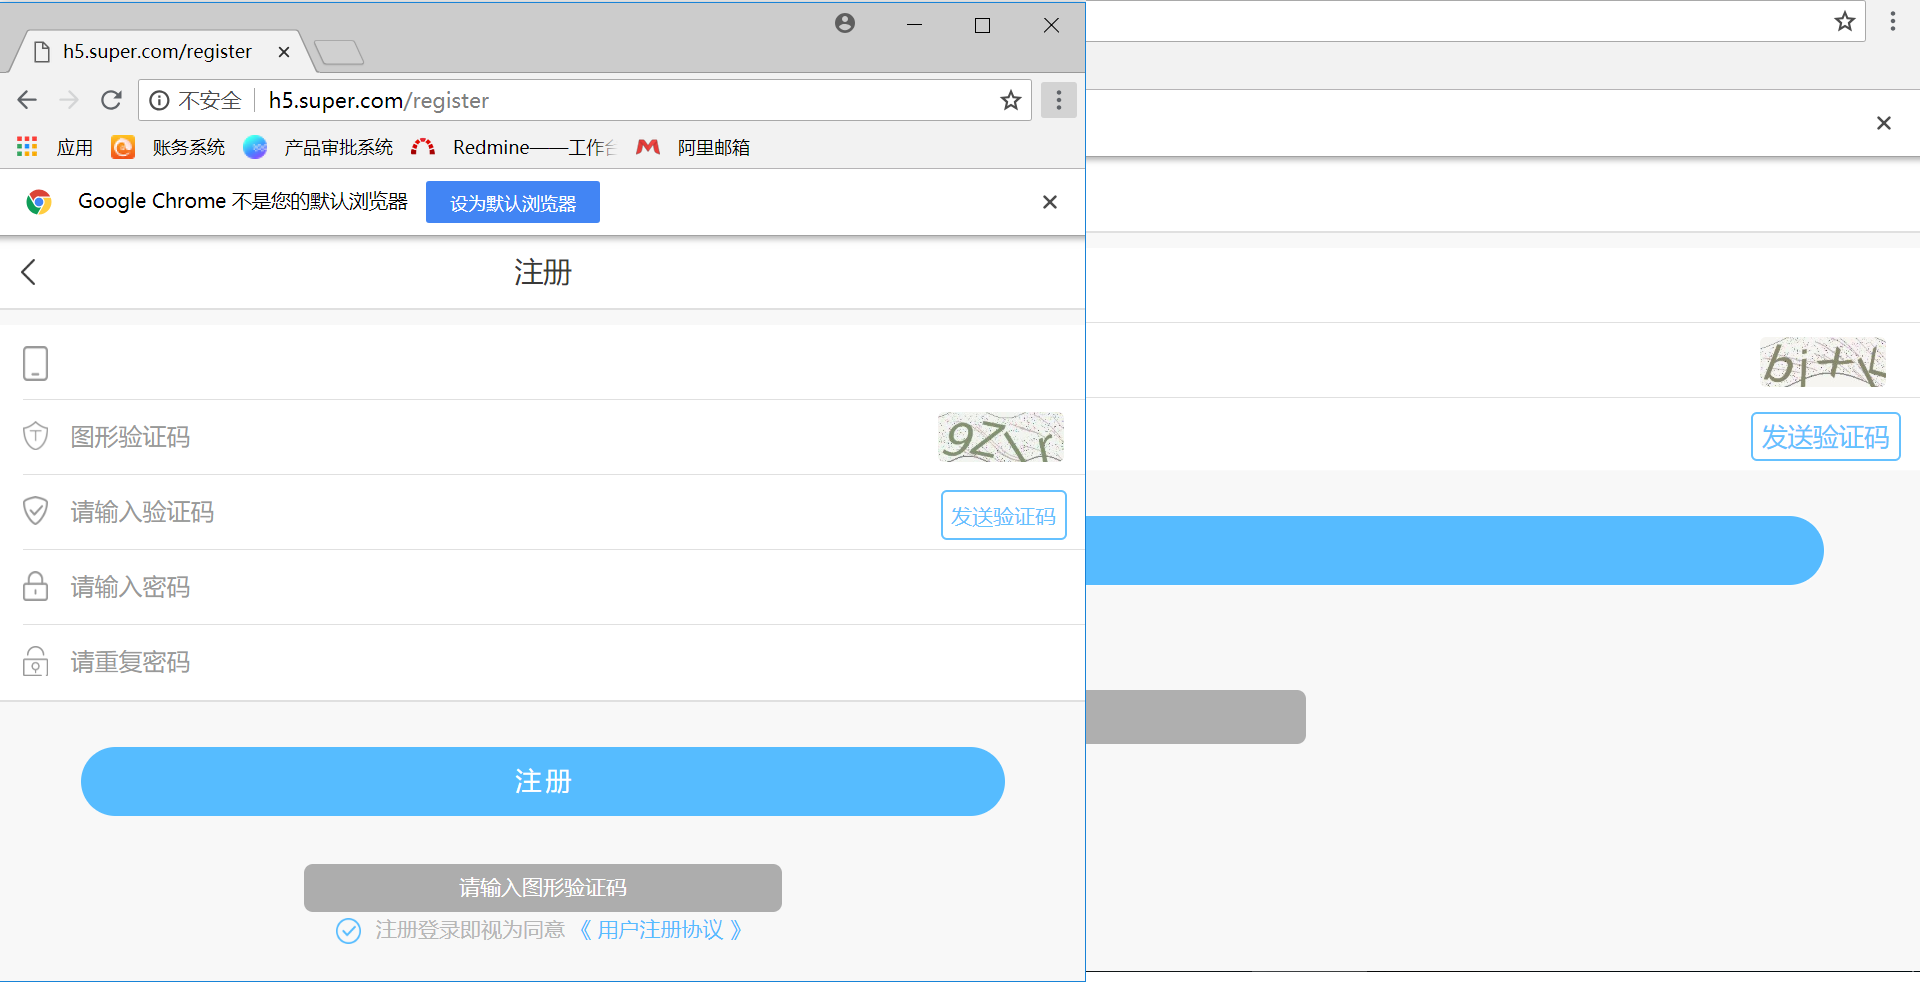 h5.super.com/register
不安全 h5.super.com/register
应用 账务系统 产品审批系统 Redmine——工作台 阿里邮箱
Google Chrome 不是您的默认浏览器 设为默认浏览器
注册
图形验证码
请输入验证码 发送验证码
请输入密码
请重复密码
注册
请输入图形验证码
注册登录即视为同意《用户注册协议》
发送验证码